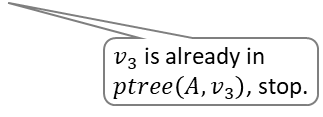 v₃ is already in
ptree(A, v₃), stop.